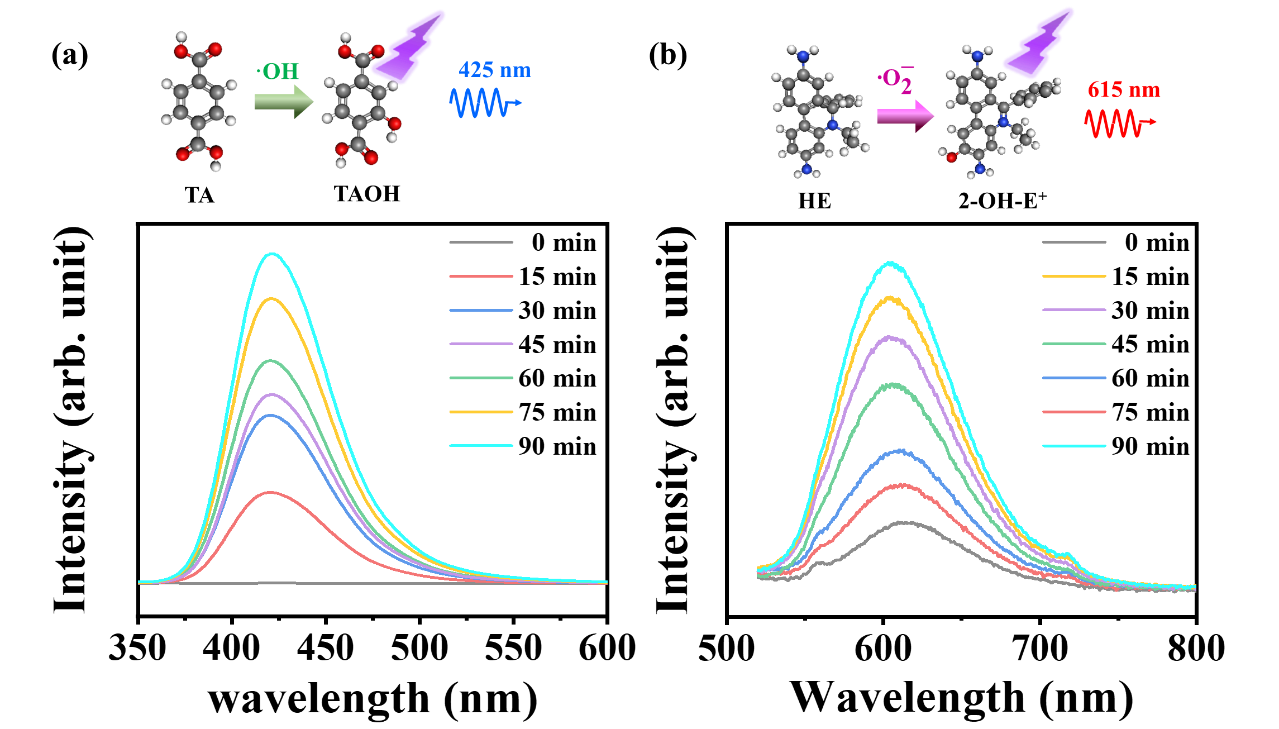 (a)
·OH
425 nm
TA
TAOH
Intensity (arb. unit)
0 min
15 min
30 min
45 min
60 min
75 min
90 min
350 400 450 500 550 600
wavelength (nm)
(b)
·O₂⁻
615 nm
HE
2-OH-E⁺
Intensity (arb. unit)
0 min
15 min
30 min
45 min
60 min
75 min
90 min
500 600 700 800
Wavelength (nm)